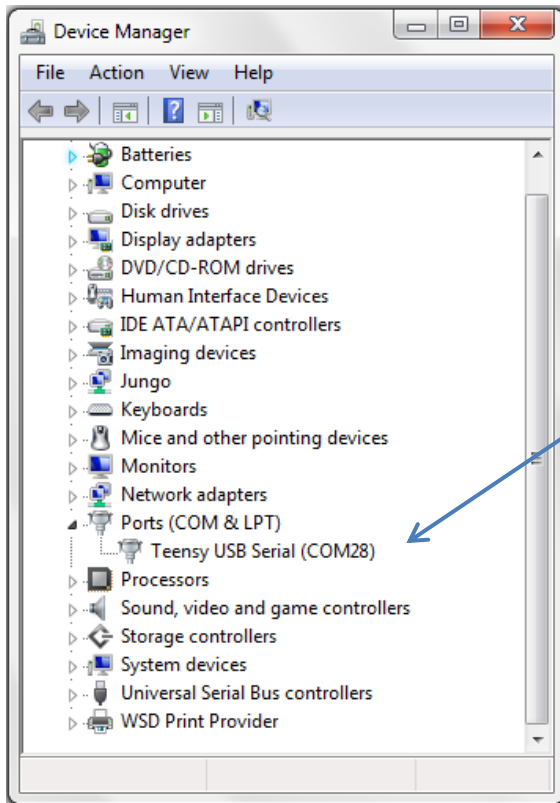 Device Manager
File Action View Help
Batteries
Computer
Disk drives
Display adapters
DVD/CD-ROM drives
Human Interface Devices
IDE ATA/ATAPI controllers
Imaging devices
Jungo
Keyboards
Mice and other pointing devices
Monitors
Network adapters
Ports (COM & LPT)
Teensy USB Serial (COM28)
Processors
Sound, video and game controllers
Storage controllers
System devices
Universal Serial Bus controllers
WSD Print Provider